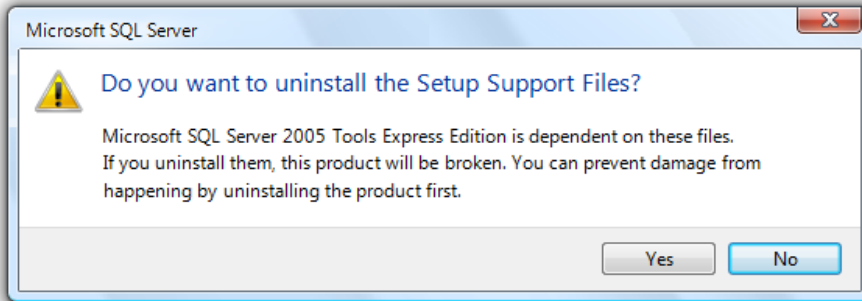 Microsoft SQL Server
Do you want to uninstall the Setup Support Files?
Microsoft SQL Server 2005 Tools Express Edition is dependent on these files.
If you uninstall them, this product will be broken. You can prevent damage from
happening by uninstalling the product first.
Yes No